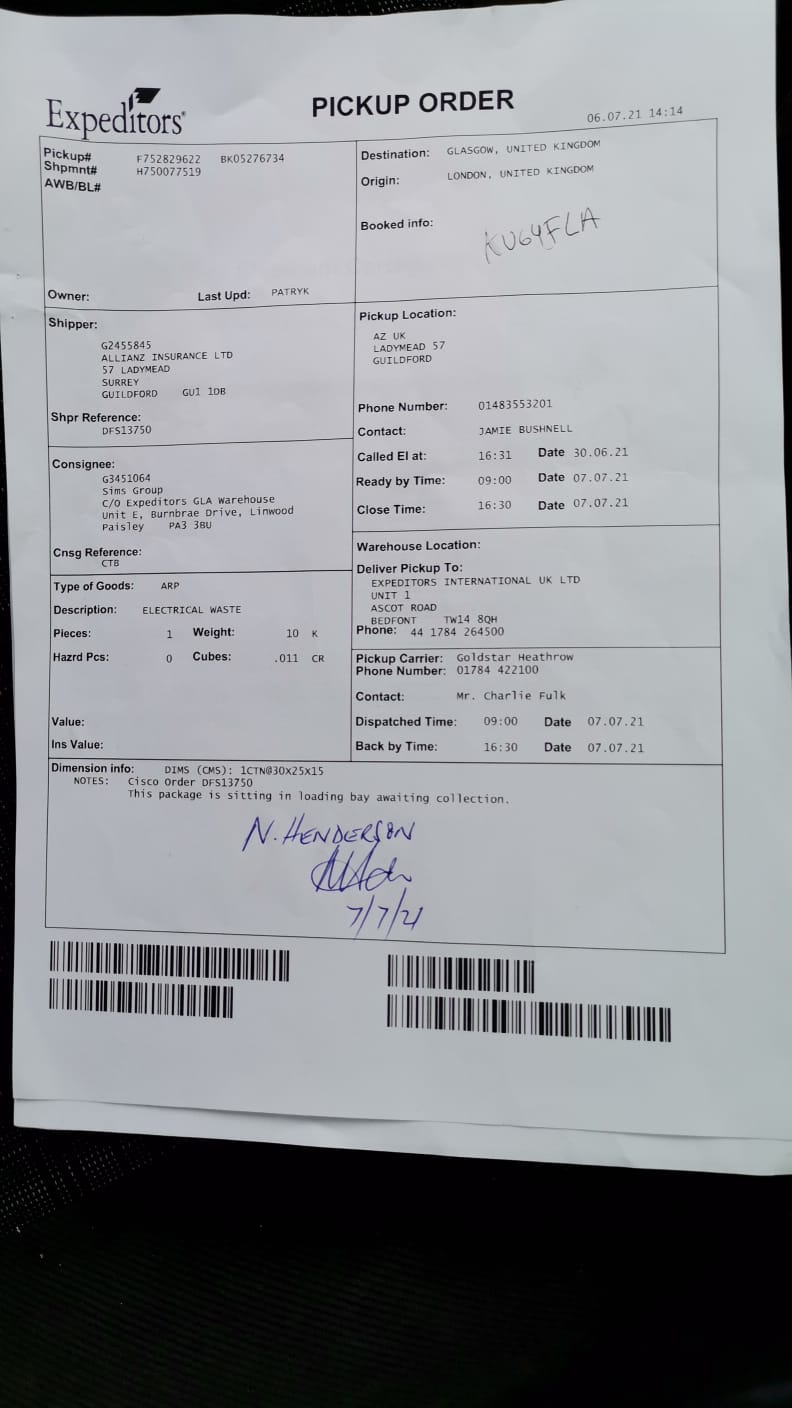 Expeditors
PICKUP ORDER
06.07.21 14:14
Pickup# F752829622 BK05276734
Shpmnt# H750077519
AWB/BL#
Owner: Last Upd: PATRYK
Destination: GLASGOW, UNITED KINGDOM
Origin: LONDON, UNITED KINGDOM
Booked info:
KU64FLA
Shipper:
G2455845
ALLIANZ INSURANCE LTD
57 LADYMEAD
SURREY
GUILDFORD GU1 1DB
Shpr Reference:
DFS13750
Pickup Location:
AZ UK
LADYMEAD 57
GUILDFORD
Phone Number: 01483553201
Contact: JAMIE BUSHNELL
Called EI at: 16:31 Date 30.06.21
Ready by Time: 09:00 Date 07.07.21
Close Time: 16:30 Date 07.07.21
Consignee:
G3451064
Sims Group
C/O Expeditors GLA Warehouse
Unit E, Burnbrae Drive, Linwood
Paisley PA3 3BU
Cnsg Reference:
CTB
Warehouse Location:
Deliver Pickup To:
EXPEDITORS INTERNATIONAL UK LTD
UNIT 1
ASCOT ROAD
BEDFONT TW14 8QH
Phone: 44 1784 264500
Type of Goods: ARP
Description: ELECTRICAL WASTE
Pieces: 1 Weight: 10 K
Hazrd Pcs: 0 Cubes: .011 CR
Value:
Ins Value:
Pickup Carrier: Goldstar Heathrow
Phone Number: 01784 422100
Contact: Mr. Charlie Fulk
Dispatched Time: 09:00 Date 07.07.21
Back by Time: 16:30 Date 07.07.21
Dimension info: DIMS (CMS): 1CTN@30X25X15
NOTES: Cisco Order DFS13750
This package is sitting in loading bay awaiting collection.
N. HENDERSON
7/7/21